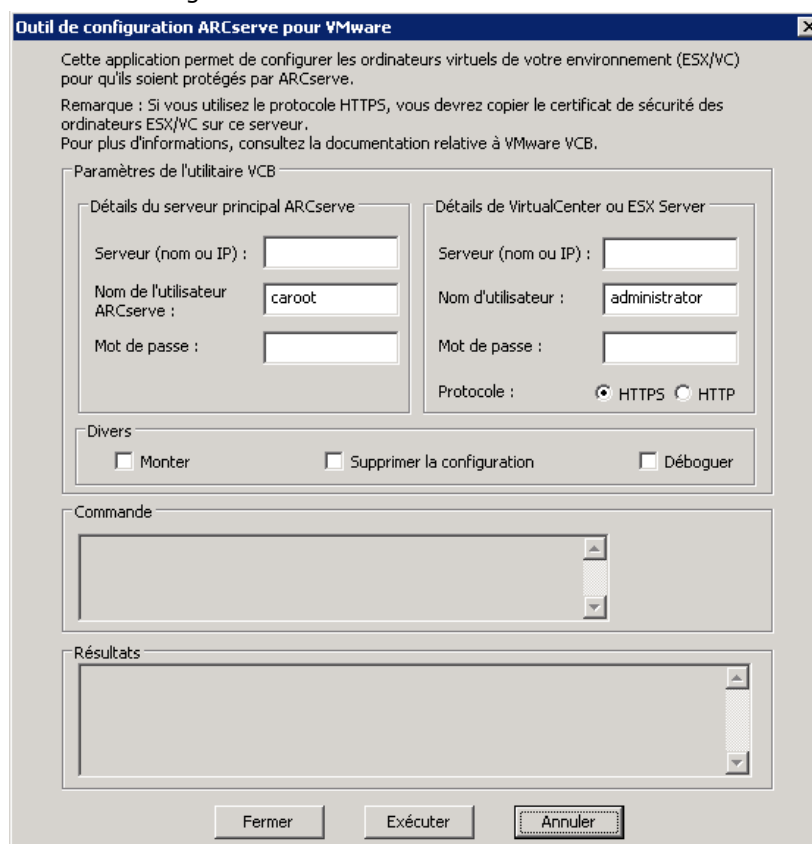 Outil de configuration ARCserve pour VMware
Cette application permet de configurer les ordinateurs virtuels de votre environnement (ESX/VC)
pour qu'ils soient protégés par ARCserve.
Remarque : Si vous utilisez le protocole HTTPS, vous devrez copier le certificat de sécurité des
ordinateurs ESX/VC sur ce serveur.
Pour plus d'informations, consultez la documentation relative à VMware VCB.
Paramètres de l'utilitaire VCB
Détails du serveur principal ARCserve
Serveur (nom ou IP) :
Nom de l'utilisateur
ARCserve :
caroot
Mot de passe :
Détails de VirtualCenter ou ESX Server
Serveur (nom ou IP) :
Nom d'utilisateur :
administrator
Mot de passe :
Protocole :
HTTPS
HTTP
Divers
Monter
Supprimer la configuration
Déboguer
Commande
Résultats
Fermer
Exécuter
Annuler